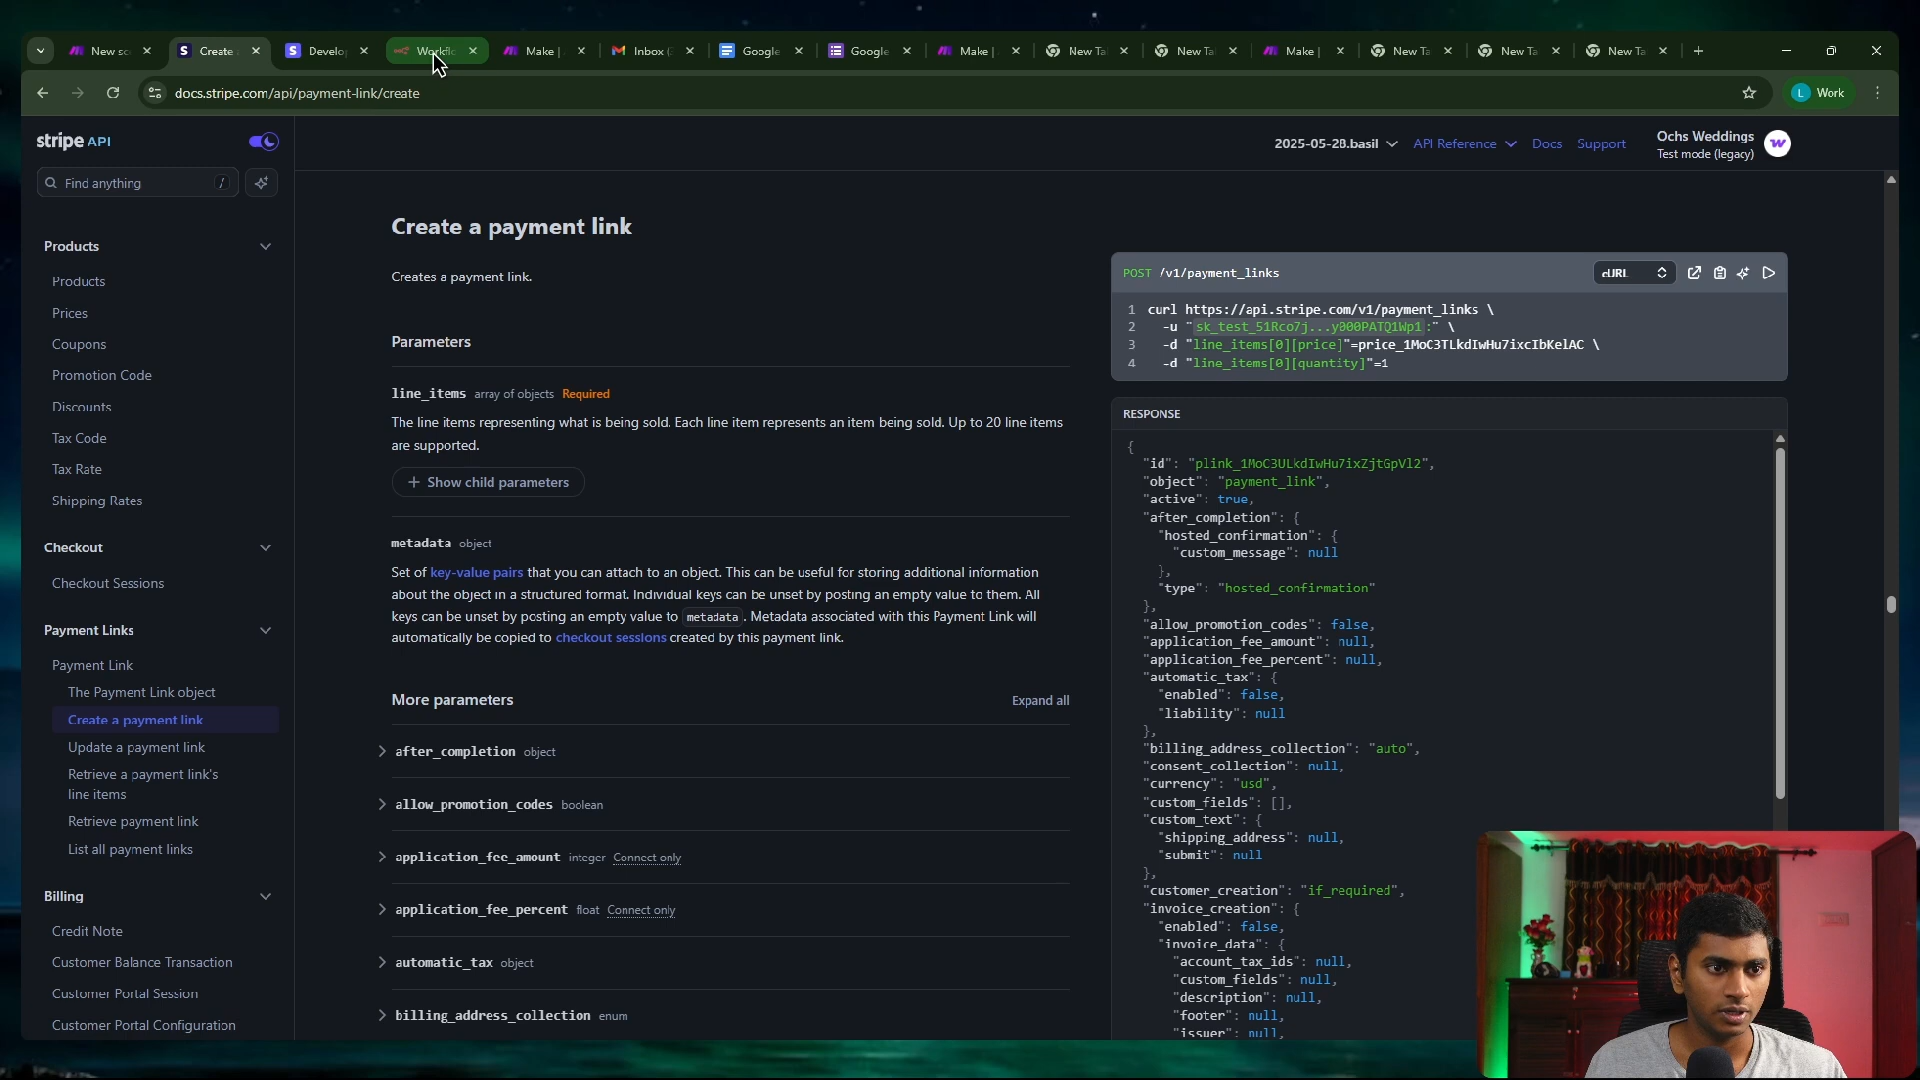 New sc
Create
Develo
Workflo
Make |
Inbox (
Google
Google
Make |
New Ta
New Ta
Make |
New Ta
New Ta
New Ta
docs.stripe.com/api/payment-link/create
L Work
stripe API
Find anything /
2025-05-28.basil
API Reference
Docs
Support
Ochs Weddings
Test mode (legacy)
Products
Products
Prices
Coupons
Promotion Code
Discounts
Tax Code
Tax Rate
Shipping Rates
Checkout
Checkout Sessions
Payment Links
Payment Link
The Payment Link object
Create a payment link
Update a payment link
Retrieve a payment link's
line items
Retrieve payment link
List all payment links
Billing
Credit Note
Customer Balance Transaction
Customer Portal Session
Customer Portal Configuration
Create a payment link
Creates a payment link.
Parameters
line_items array of objects Required
The line items representing what is being sold. Each line item represents an item being sold. Up to 20 line items
are supported.
+ Show child parameters
metadata object
Set of key-value pairs that you can attach to an object. This can be useful for storing additional information
about the object in a structured format. Individual keys can be unset by posting an empty value to them. All
keys can be unset by posting an empty value to metadata. Metadata associated with this Payment Link will
automatically be copied to checkout sessions created by this payment link.
More parameters Expand all
after_completion object
allow_promotion_codes boolean
application_fee_amount integer Connect only
application_fee_percent float Connect only
automatic_tax object
billing_address_collection enum
POST /v1/payment_links cURL
1 curl https://api.stripe.com/v1/payment_links \
2 -u "sk_test_51Rco7j...y000PATQ1Wp1:" \
3 -d "line_items[0][price]"=price_1MoC3TLkdIwHu7ixcIbKelAC \
4 -d "line_items[0][quantity]"=1
RESPONSE
{
"id": "plink_1MoC3ULkdIwHu7ixZjtGpVl2",
"object": "payment_link",
"active": true,
"after_completion": {
"hosted_confirmation": {
"custom_message": null
},
"type": "hosted_confirmation"
},
"allow_promotion_codes": false,
"application_fee_amount": null,
"application_fee_percent": null,
"automatic_tax": {
"enabled": false,
"liability": null
},
"billing_address_collection": "auto",
"consent_collection": null,
"currency": "usd",
"custom_fields": [],
"custom_text": {
"shipping_address": null,
"submit": null
},
"customer_creation": "if_required",
"invoice_creation": {
"enabled": false,
"invoice_data": {
"account_tax_ids": null,
"custom_fields": null,
"description": null,
"footer": null,
"issuer": null,